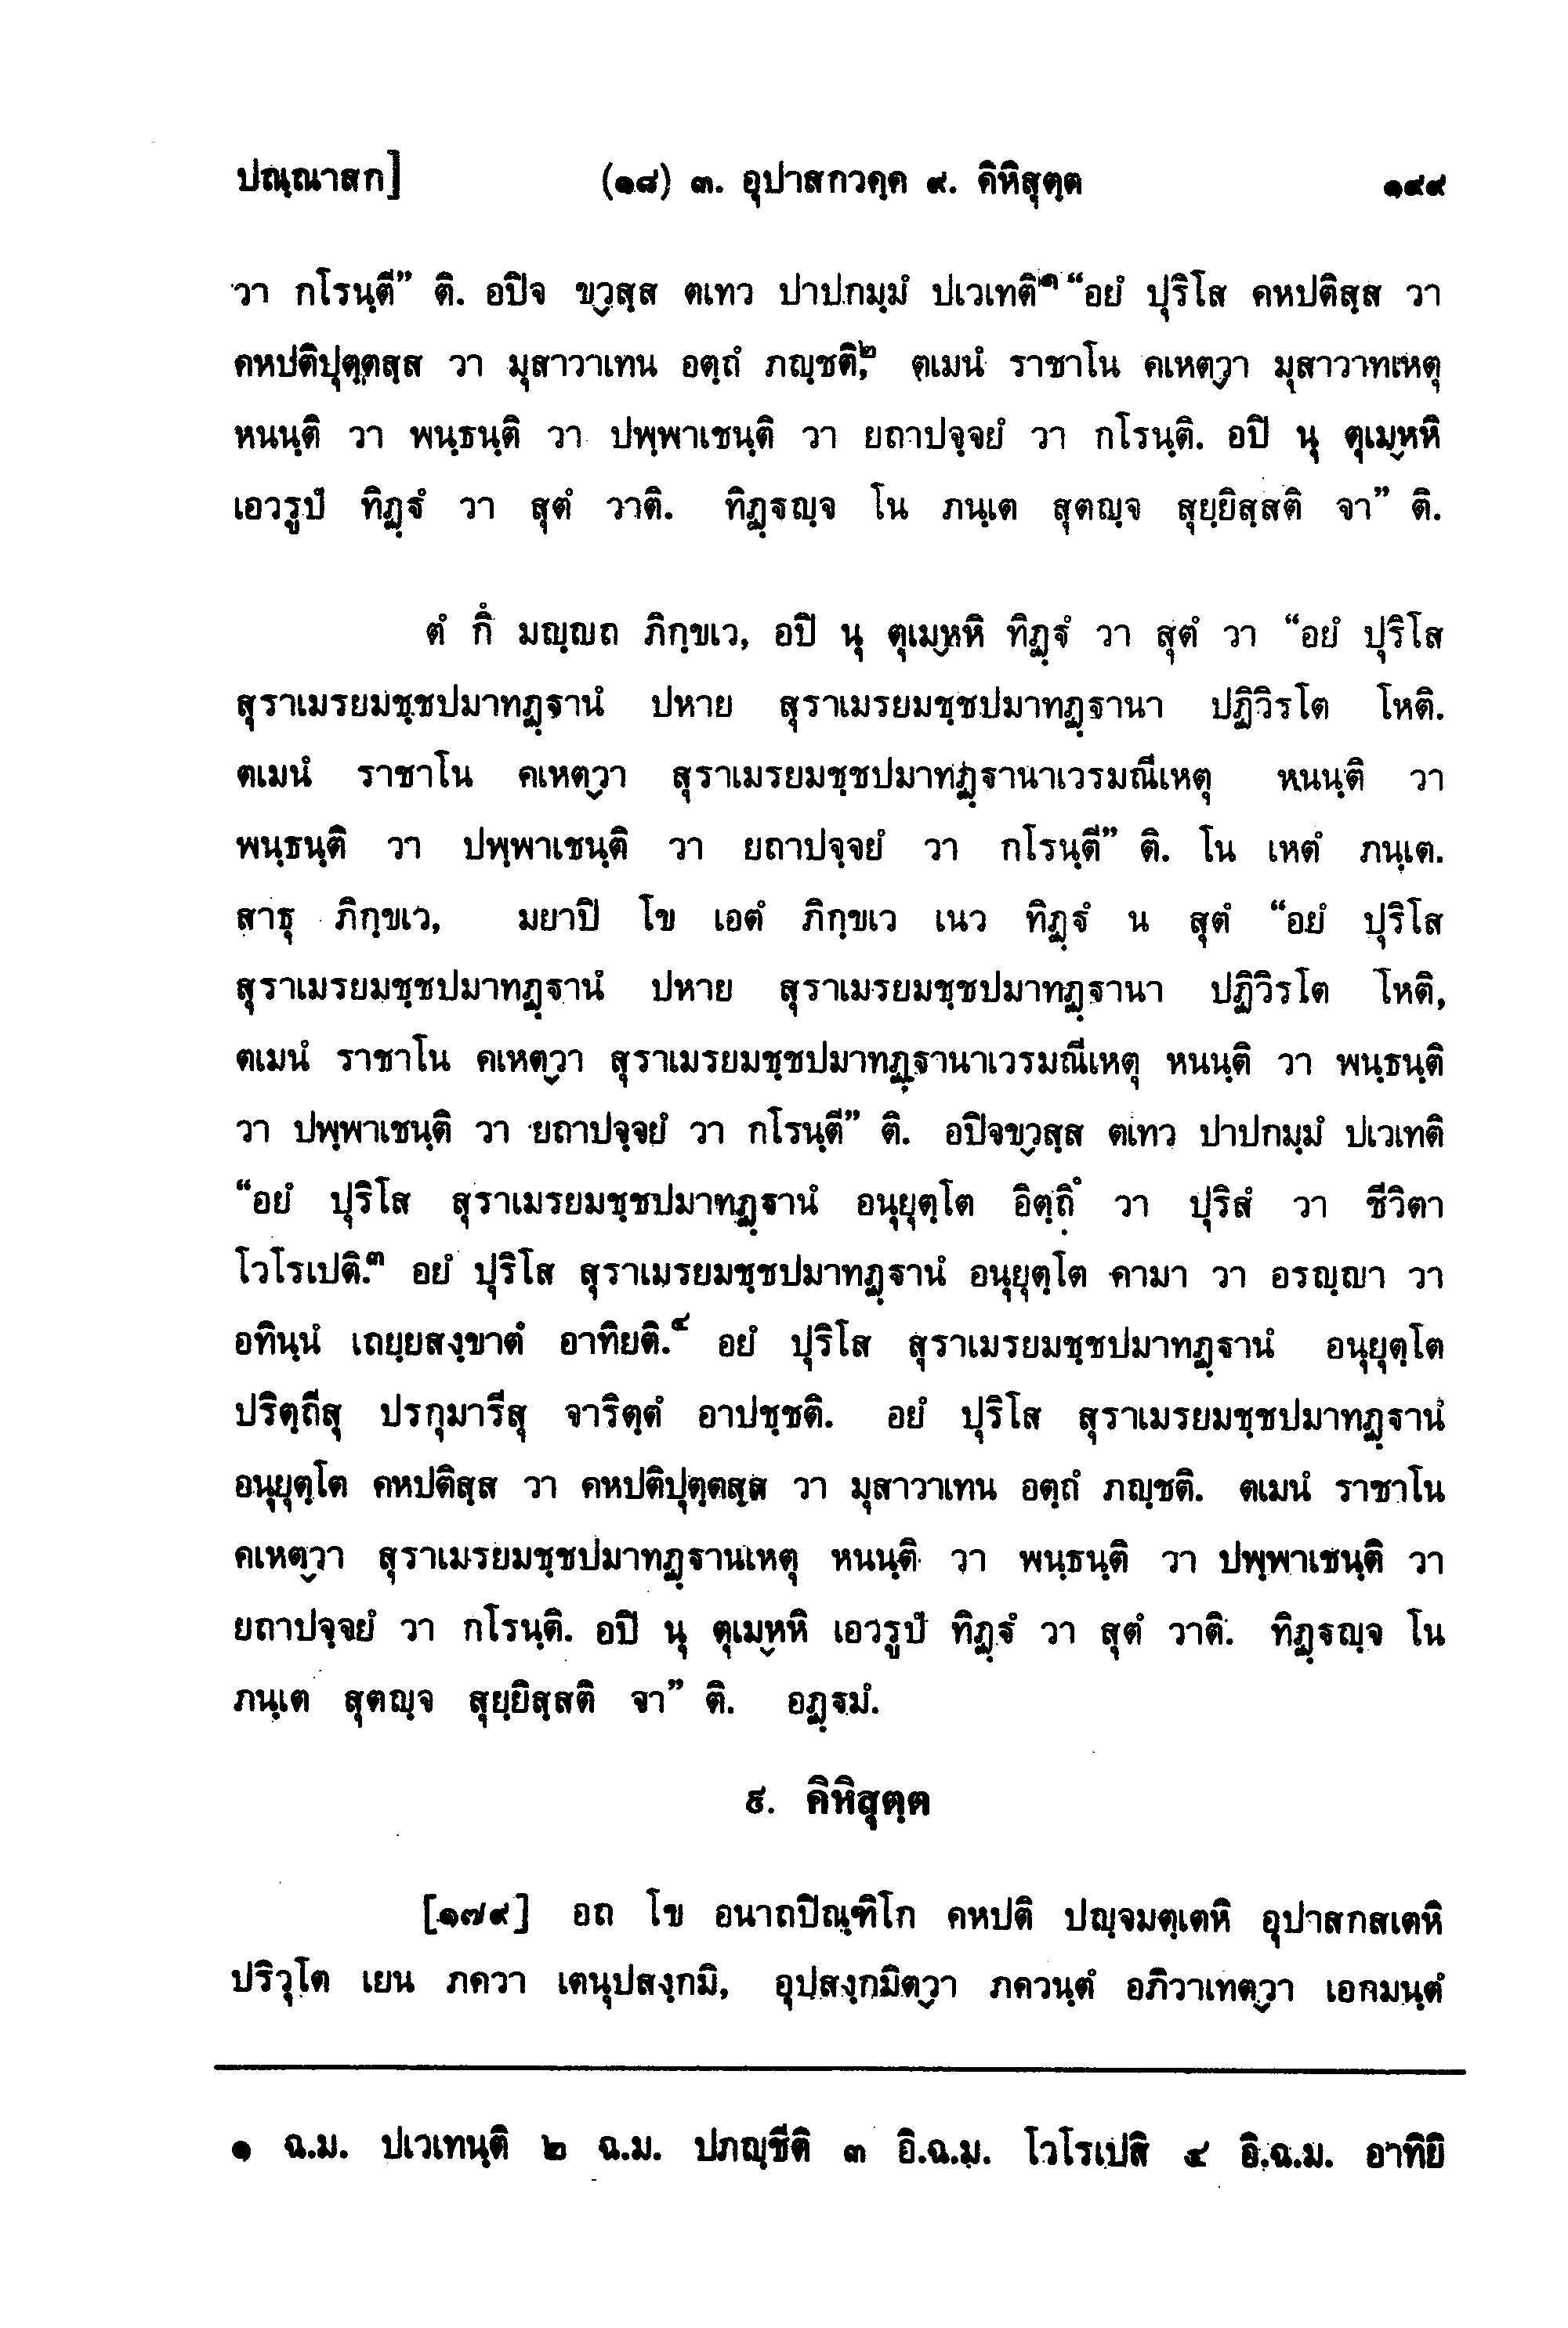 ปณฺณาสก] (๑๘) ๓. อุปาสกวคฺค ๙. คิหิสุตฺต ๑๙๙
วา กโรนฺตี” ติ. อปิจ ขฺวสฺส ตเทว ปาปกมฺมํ ปเวเทติ๑ “อยํ ปุริโส คหปติสฺส วา
คหปติปุตฺตสฺส วา มุสาวาเทน อตฺถํ ภญฺชติ,๒ ตเมนํ ราชาโน คเหตฺวา มุสาวาทเหตุ
หนนฺติ วา พนฺธนฺติ วา ปพฺพาเชนฺติ วา ยถาปจฺจยํ วา กโรนฺติ. อปิ นุ ตุเมฺหหิ
เอวรูปํ ทิฏฺฐํ วา สุตํ วาติ. ทิฏฺฐญฺจ โน ภนฺเต สุตญฺจ สุยฺยิสฺสติ จา” ติ.
ตํ กึ มญฺญถ ภิกฺขเว, อปิ นุ ตุเมฺหหิ ทิฏฺฐํ วา สุตํ วา “อยํ ปุริโส
สุราเมรยมชฺชปมาทฏฺฐานํ ปหาย สุราเมรยมชฺชปมาทฏฺฐานา ปฏิวิรโต โหติ.
ตเมนํ ราชาโน คเหตฺวา สุราเมรยมชฺชปมาทฏฺฐานาเวรมณีเหตุ หนนฺติ วา
พนฺธนฺติ วา ปพฺพาเชนฺติ วา ยถาปจฺจยํ วา กโรนฺตี” ติ. โน เหตํ ภนฺเต.
สาธุ ภิกฺขเว, มยาปิ โข เอตํ ภิกฺขเว เนว ทิฏฺฐํ น สุตํ “อยํ ปุริโส
สุราเมรยมชฺชปมาทฏฺฐานํ ปหาย สุราเมรยมชฺชปมาทฏฺฐานา ปฏิวิรโต โหติ,
ตเมนํ ราชาโน คเหตฺวา สุราเมรยมชฺชปมาทฏฺฐานาเวรมณีเหตุ หนนฺติ วา พนฺธนฺติ
วา ปพฺพาเชนฺติ วา ยถาปจฺจยํ วา กโรนฺตี” ติ. อปิจขฺวสฺส ตเทว ปาปกมฺมํ ปเวเทติ
“อยํ ปุริโส สุราเมรยมชฺชปมาทฏฺฐานํ อนุยุตฺโต อิตฺถึ วา ปุริสํ วา ชีวิตา
โวโรเปติ.๓ อยํ ปุริโส สุราเมรยมชฺชปมาทฏฺฐานํ อนุยุตฺโต คามา วา อรญฺญา วา
อทินฺนํ เถยฺยสงฺขาตํ อาทิยติ.๔ อยํ ปุริโส สุราเมรยมชฺชปมาทฏฺฐานํ อนุยุตฺโต
ปริตฺถีสุ ปรกุมารีสุ จาริตฺตํ อาปชฺชติ. อยํ ปุริโส สุราเมรยมชฺชปมาทฏฺฐานํ
อนุยุตฺโต คหปติสฺส วา คหปติปุตฺตสฺส วา มุสาวาเทน อตฺถํ ภญฺชติ. ตเมนํ ราชาโน
คเหตฺวา สุราเมรยมชฺชปมาทฏฺฐานเหตุ หนนฺติ วา พนฺธนฺติ วา ปพฺพาเชนฺติ วา
ยถาปจฺจยํ วา กโรนฺติ. อปิ นุ ตุเมฺหหิ เอวรูปํ ทิฏฺฐํ วา สุตํ วาติ. ทิฏฺฐญฺจ โน
ภนฺเต สุตญฺจ สุยฺยิสฺสติ จา” ติ. อฏฺฐมํ.
๙. คิหิสุตฺต
[๑๗๙] อถ โข อนาถปิณฺฑิโก คหปติ ปญฺจมตฺเตหิ อุปาสกสเตหิ
ปริวุโต เยน ภควา เตนุปสงฺกมิ, อุปสงฺกมิตฺวา ภควนฺตํ อภิวาเทตฺวา เอกมนฺตํ
๑ ฉ.ม. ปเวเทนฺติ ๒ ฉ.ม. ปภญฺชีติ ๓ อิ.ฉ.ม. โวโรเปสิ ๔ อิ.ฉ.ม. อาทิยิ